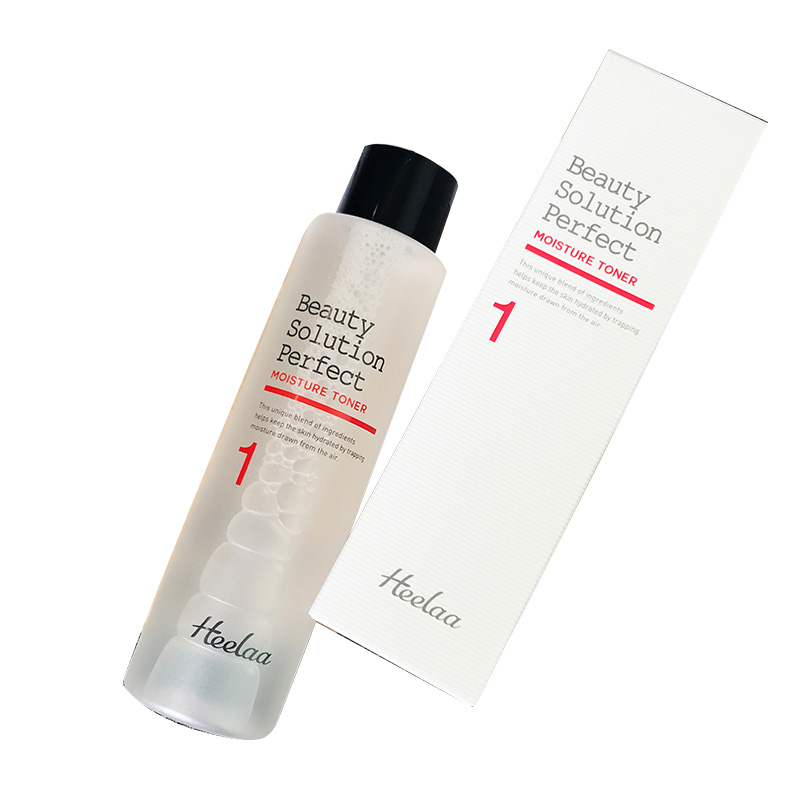 Beauty
Solution
Perfect
MOISTURE TONER
This unique blend of ingredients
helps keep the skin hydrated by trapping
moisture drawn from the air.
1
Heelaa
Beauty
Solution
Perfect
MOISTURE TONER
This unique blend of ingredients
helps keep the skin hydrated by trapping
moisture drawn from the air.
1
Heelaa